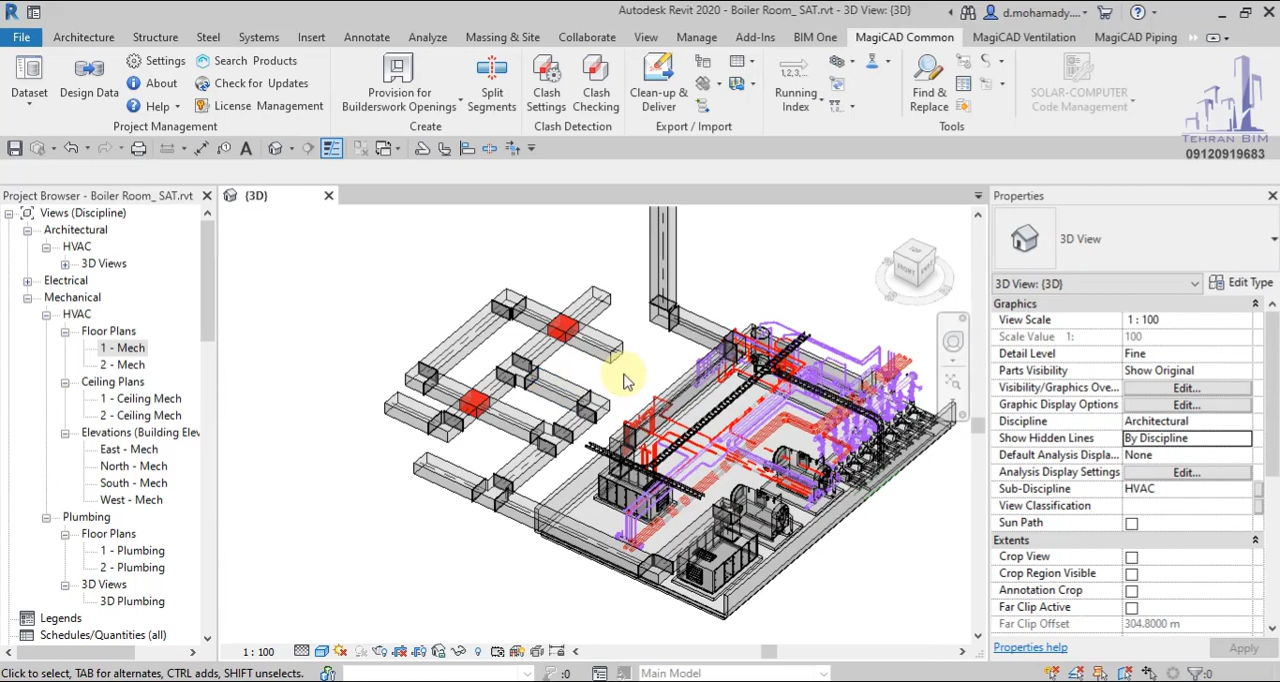 Autodesk Revit 2020 - Boiler Room_ SAT.rvt - 3D View: {3D}
d.mohamady....
File Architecture Structure Steel Systems Insert Annotate Analyze Massing & Site Collaborate View Manage Add-Ins BIM One MagiCAD Common MagiCAD Ventilation MagiCAD Piping
Dataset
Design Data
Settings
About
Help
Search Products
Check for Updates
License Management
Project Management
Provision for
Builderswork Openings
Split
Segments
Create
Clash
Settings
Clash
Checking
Clash Detection
Clean-up &
Deliver
Export / Import
1,2,3,...
Running
Index
Find &
Replace
Tools
SOLAR-COMPUTER
Code Management
TEHRAN BIM
09120919683
Project Browser - Boiler Room_ SAT.rvt
Views (Discipline)
Architectural
HVAC
3D Views
Electrical
Mechanical
HVAC
Floor Plans
1 - Mech
2 - Mech
Ceiling Plans
1 - Ceiling Mech
2 - Ceiling Mech
Elevations (Building Elev
East - Mech
North - Mech
South - Mech
West - Mech
Plumbing
Floor Plans
1 - Plumbing
2 - Plumbing
3D Views
3D Plumbing
Legends
Schedules/Quantities (all)
{3D}
TOP
FRONT
1 : 100
Properties
3D View
3D View: {3D}
Edit Type
Graphics
View Scale 1 : 100
Scale Value 1: 100
Detail Level Fine
Parts Visibility Show Original
Visibility/Graphics Ove... Edit...
Graphic Display Options Edit...
Discipline Architectural
Show Hidden Lines By Discipline
Default Analysis Displa... None
Analysis Display Settings Edit...
Sub-Discipline HVAC
View Classification
Sun Path
Extents
Crop View
Crop Region Visible
Annotation Crop
Far Clip Active
Far Clip Offset 304.8000 m
Properties help
Apply
Click to select, TAB for alternates, CTRL adds, SHIFT unselects.
:0
Main Model
:0